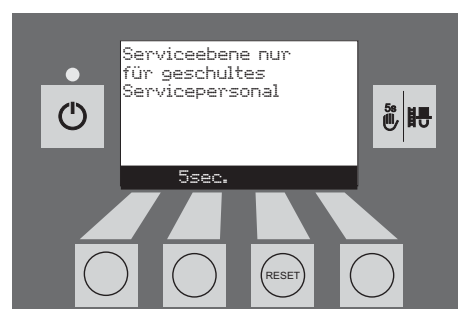 Serviceebene nur
für geschultes
Servicepersonal
5s
5sec.
RESET